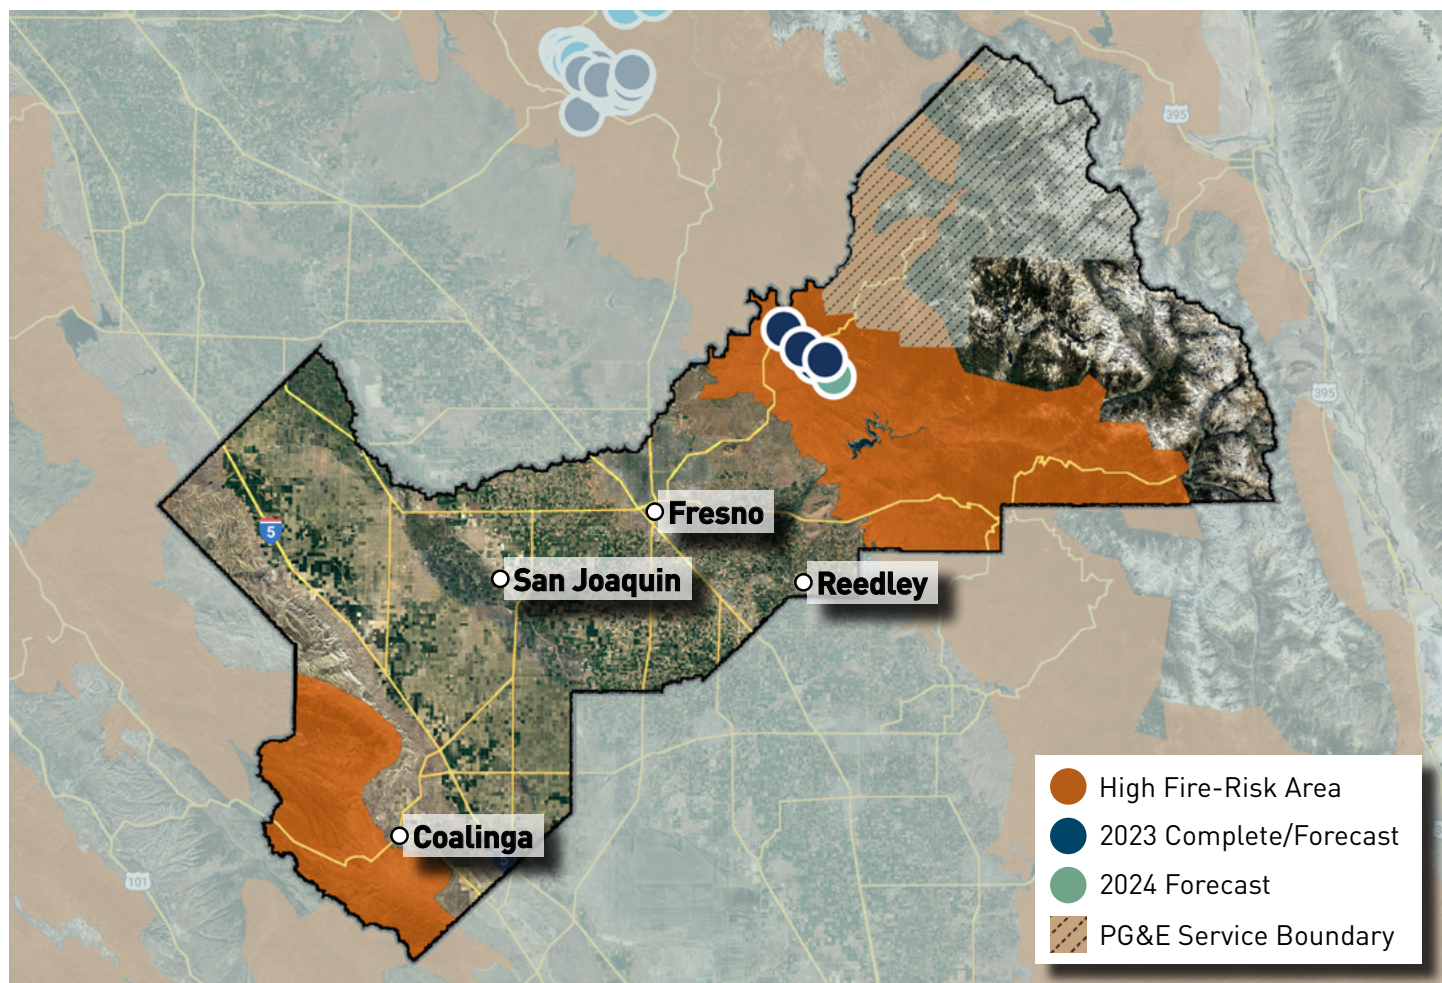 395
395
5
Fresno
San Joaquin
Reedley
Coalinga
101
High Fire-Risk Area
2023 Complete/Forecast
2024 Forecast
PG&E Service Boundary